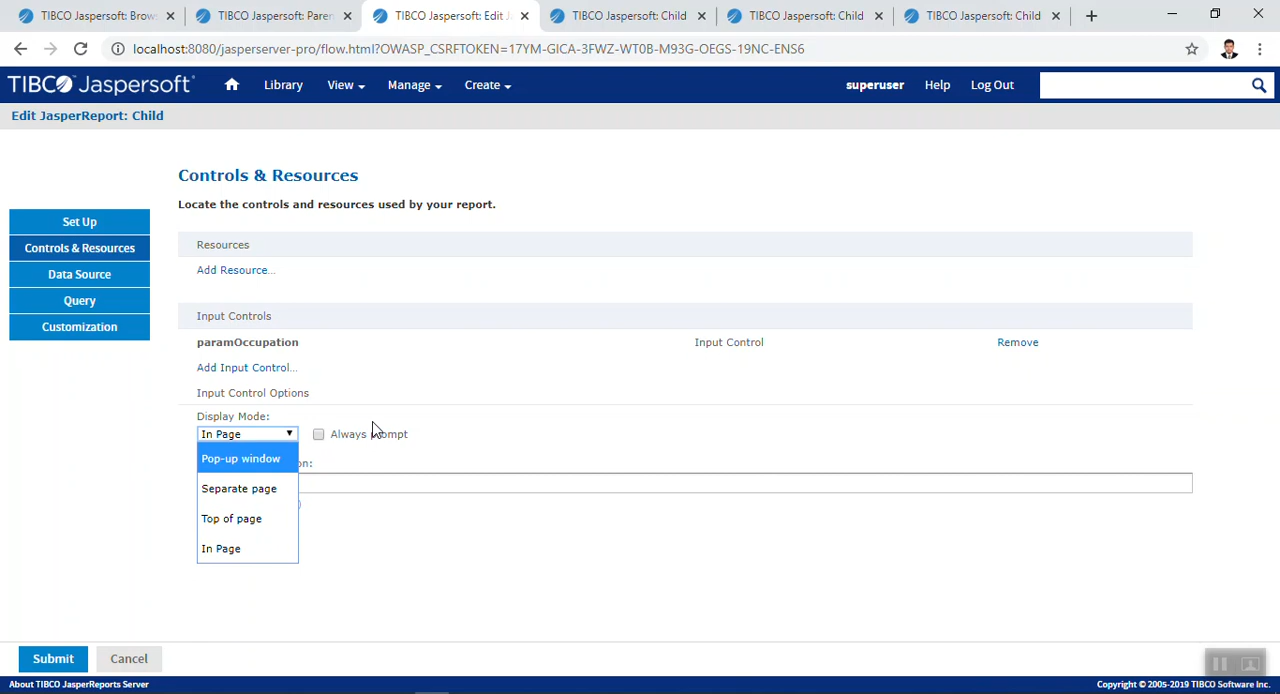 TIBCO Jaspersoft: Brow
TIBCO Jaspersoft: Paren
TIBCO Jaspersoft: Edit J
TIBCO Jaspersoft: Child
TIBCO Jaspersoft: Child
TIBCO Jaspersoft: Child
localhost:8080/jasperserver-pro/flow.html?OWASP_CSRFTOKEN=17YM-GICA-3FWZ-WT0B-M93G-OEGS-19NC-ENS6
TIBCO Jaspersoft
Library
View
Manage
Create
superuser
Help
Log Out
Edit JasperReport: Child
Controls & Resources
Locate the controls and resources used by your report.
Set Up
Controls & Resources
Data Source
Query
Customization
Resources
Add Resource...
Input Controls
paramOccupation Input Control Remove
Add Input Control...
Input Control Options
Display Mode:
In Page
Always
Pop-up window
on:
Separate page
)
Top of page
In Page
Submit
Cancel
About TIBCO JasperReports Server
Copyright © 2005-2019 TIBCO Software Inc.